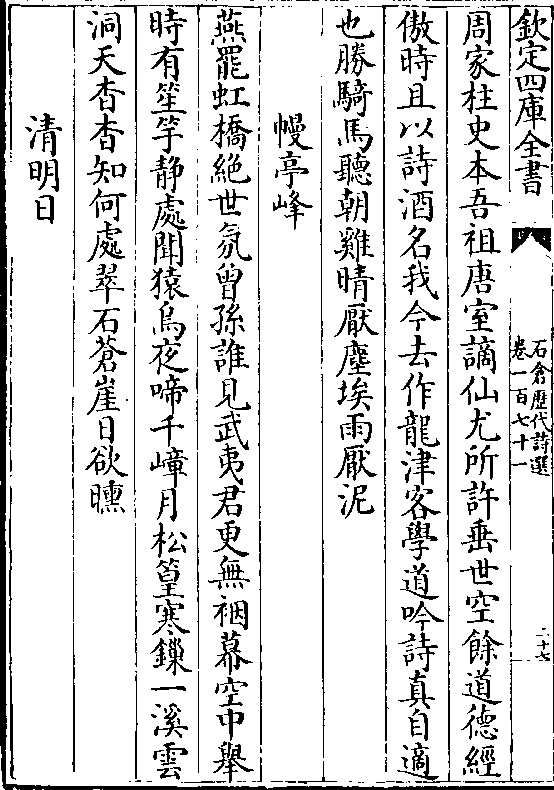 欽定四庫全書
石倉歷代詩選
卷一百七十一
二十七
周家柱史本吾祖唐室謫仙尤所許垂世空餘道德經
傲時且以詩酒名我今去作龍津客學道吟詩真自適
也勝騎馬聽朝雞晴厭塵埃雨厭泥
幔亭峰
燕罷虹橋絶世氛曾孫誰見武夷君更無裀幕空中舉
時有笙竽静處聞猿鳥夜啼千嶂月松篁寒鏁一溪雲
洞天杳杳知何處翠石蒼崖日欲曛
清明日